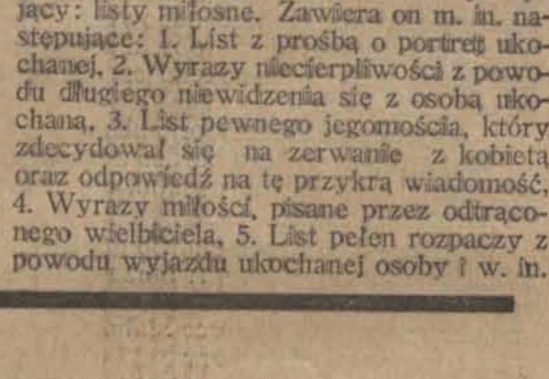 jący: listy miłosne. Zawiera on m. in. na-
stępujące: 1. List z prośbą o portret uko-
chanej, 2. Wyrazy niecierpliwości z powo-
du długiego niewidzenia się z osobą uko-
chaną, 3. List pewnego jegomościa, który
zdecydował się na zerwanie z kobietą
oraz odpowiedź na tę przykrą wiadomość,
4. Wyrazy miłości, pisane przez odtrąco-
nego wielbiciela, 5. List pełen rozpaczy z
powodu wyjazdu ukochanej osoby i w. in.